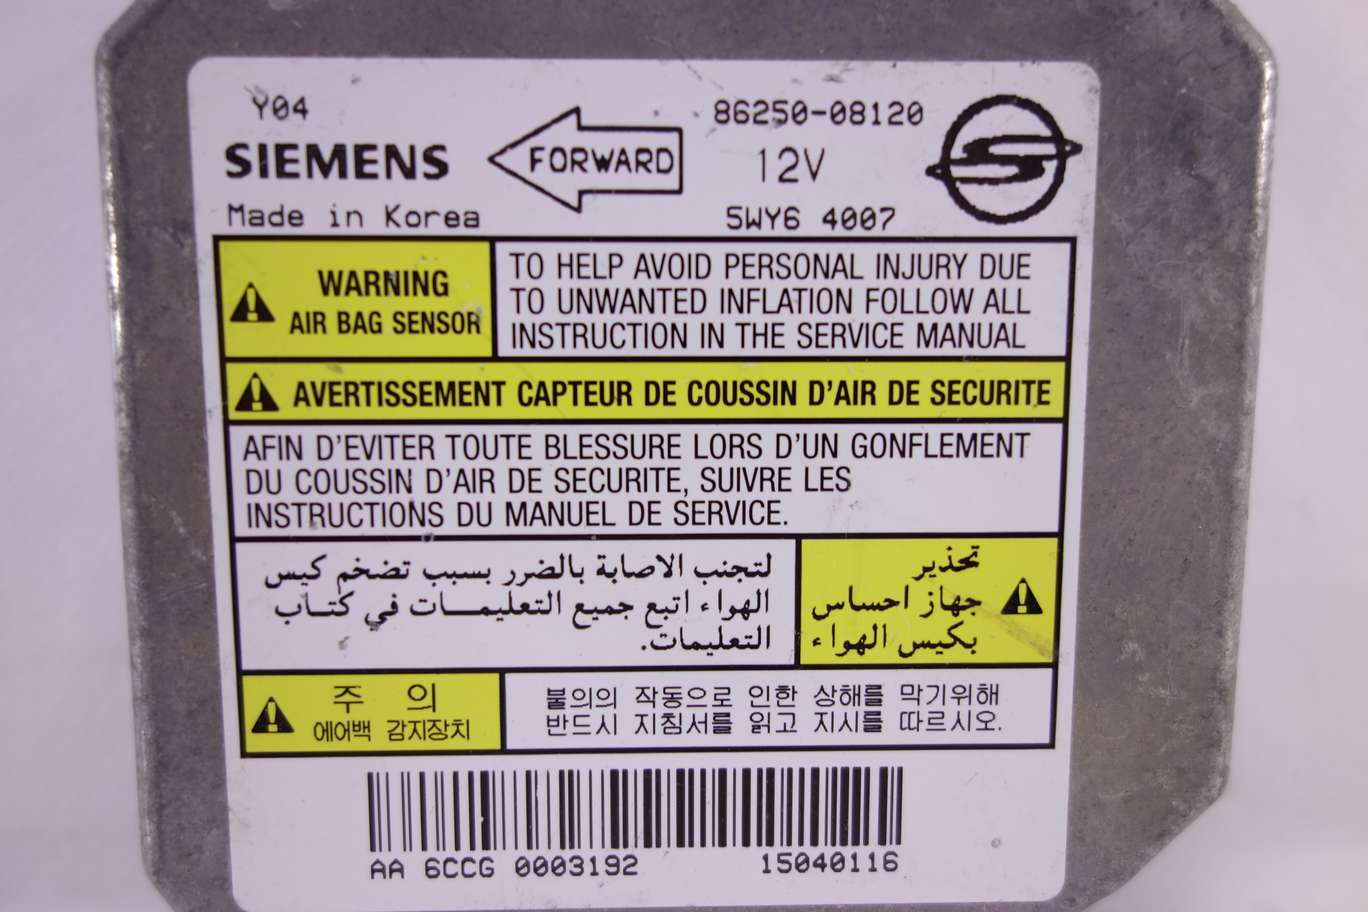 Y04
SIEMENS
Made in Korea
FORWARD
86250-08120
12V
5WY6 4007
WARNING
AIR BAG SENSOR
TO HELP AVOID PERSONAL INJURY DUE
TO UNWANTED INFLATION FOLLOW ALL
INSTRUCTION IN THE SERVICE MANUAL
AVERTISSEMENT CAPTEUR DE COUSSIN D'AIR DE SECURITE
AFIN D'EVITER TOUTE BLESSURE LORS D'UN GONFLEMENT
DU COUSSIN D'AIR DE SECURITE, SUIVRE LES
INSTRUCTIONS DU MANUEL DE SERVICE.
تحذير
جهاز احساس
بكيس الهواء
لتجنب الاصابة بالضرر بسبب تضخم كيس
الهواء اتبع جميع التعليمات في كتاب
التعليمات.
주 의
에어백 감지장치
불의의 작동으로 인한 상해를 막기위해
반드시 지침서를 읽고 지시를 따르시오.
AA 6CCG 0003192 15040116